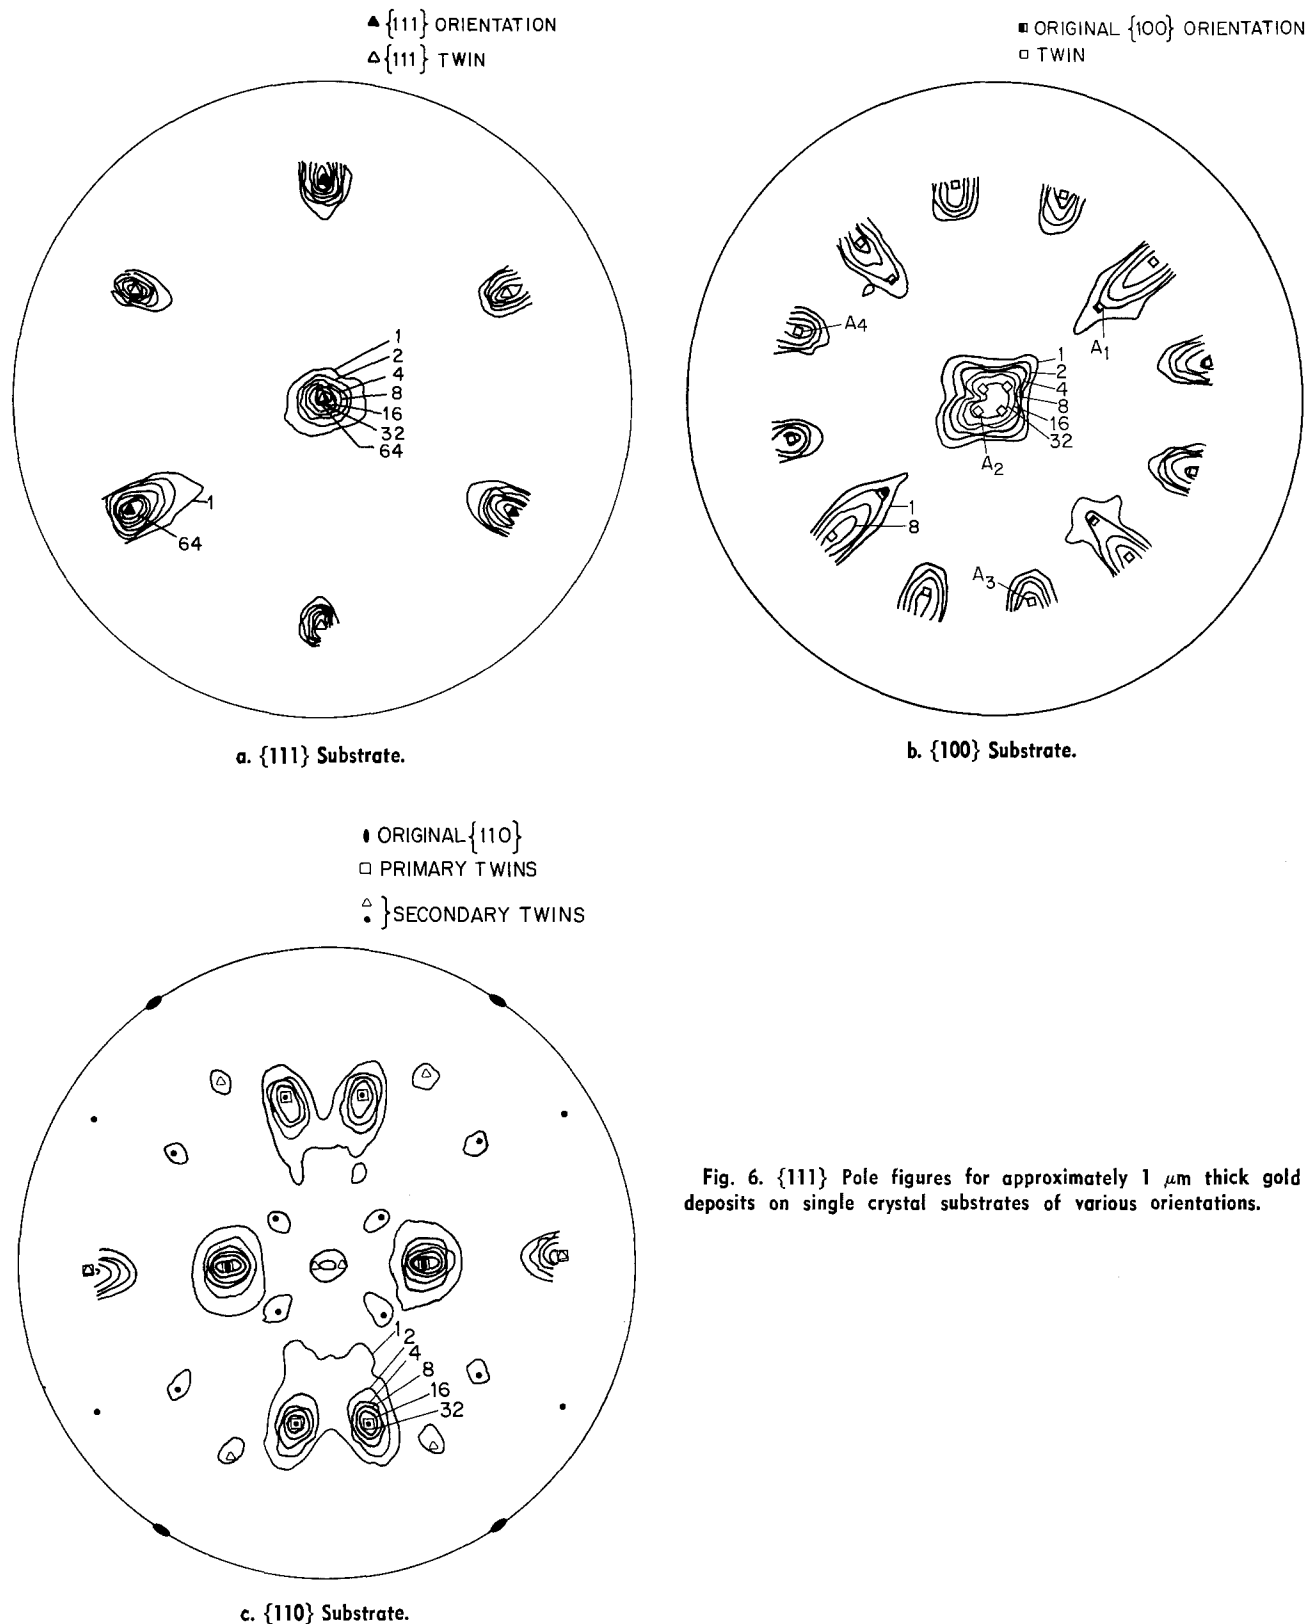 {111} ORIENTATION
{111} TWIN
1
2
4
8
16
32
64
1
64
a. {111} Substrate.
ORIGINAL {100} ORIENTATION
TWIN
A4
A1
1
2
4
8
16
32
A2
1
8
A3
b. {100} Substrate.
ORIGINAL {110}
PRIMARY TWINS
}SECONDARY TWINS
1
2
4
8
16
32
c. {110} Substrate.
Fig. 6. {111} Pole figures for approximately 1 μm thick gold
deposits on single crystal substrates of various orientations.